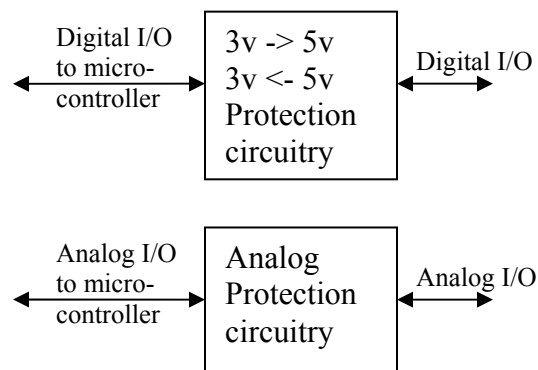 Digital I/O
to micro-
controller
3v -> 5v
3v <- 5v
Protection
circuitry
Digital I/O
Analog I/O
to micro-
controller
Analog
Protection
circuitry
Analog I/O